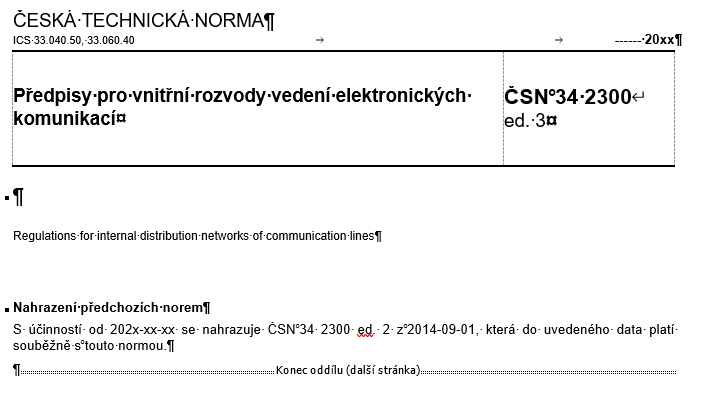 ČESKÁ TECHNICKÁ NORMA¶
ICS 33.040.50, 33.060.40 → → ------ 20xx¶
Předpisy pro vnitřní rozvody vedení elektronických
komunikací¤
ČSN°34 2300↵
ed. 3¤
¶
Regulations for internal distribution networks of communication lines¶
Nahrazení předchozích norem¶
S účinností od 202x-xx-xx se nahrazuje ČSN°34 2300 ed. 2 z°2014-09-01, která do uvedeného data platí
souběžně s°touto normou.¶
¶ Konec oddílu (další stránka)